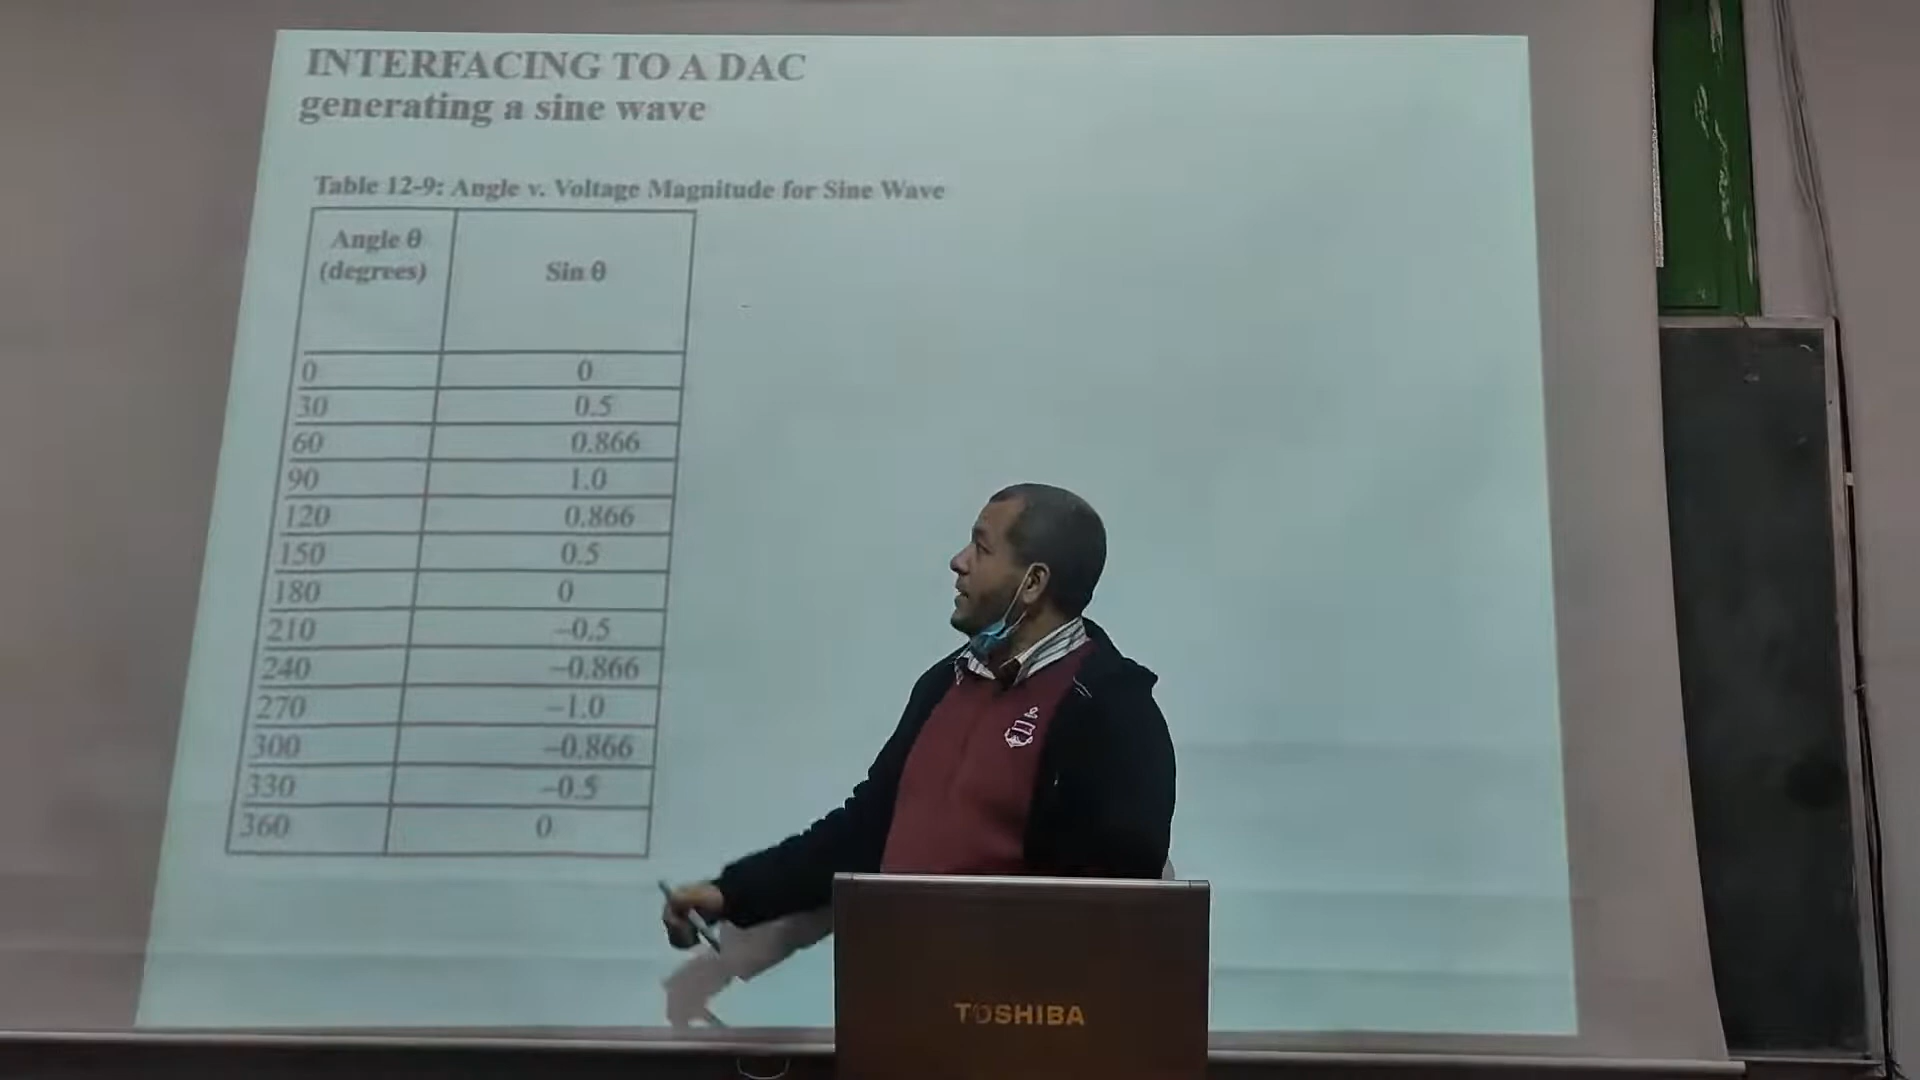 INTERFACING TO A DAC
generating a sine wave
Table 12-9: Angle v. Voltage Magnitude for Sine Wave
Angle θ
(degrees)
Sin θ
0 0
30 0.5
60 0.866
90 1.0
120 0.866
150 0.5
180 0
210 –0.5
240 –0.866
270 –1.0
300 –0.866
330 –0.5
360 0
TOSHIBA